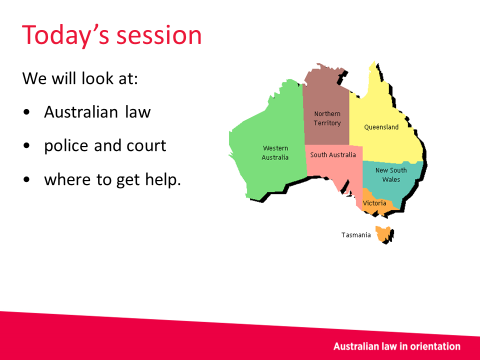 Today's session
We will look at:
• Australian law
• police and court
• where to get help.
Northern
Territory
Queensland
Western
Australia
South Australia
New South
Wales
Victoria
Tasmania
Australian law in orientation